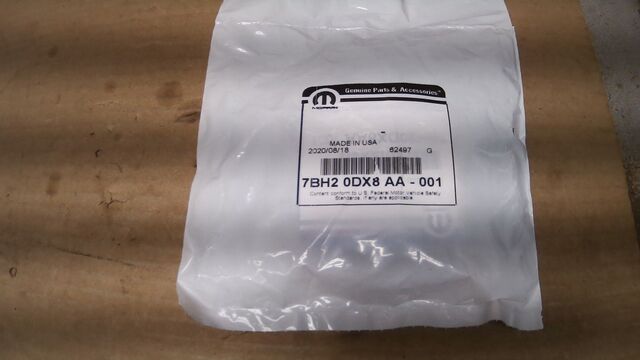 Genuine Parts & Accessories
MOPAR
MADE IN USA
2020/08/18 62497 G
7BH2 0DX8 AA - 001
Content conform to U.S. Federal Motor Vehicle Safety
Standards, if any are applicable